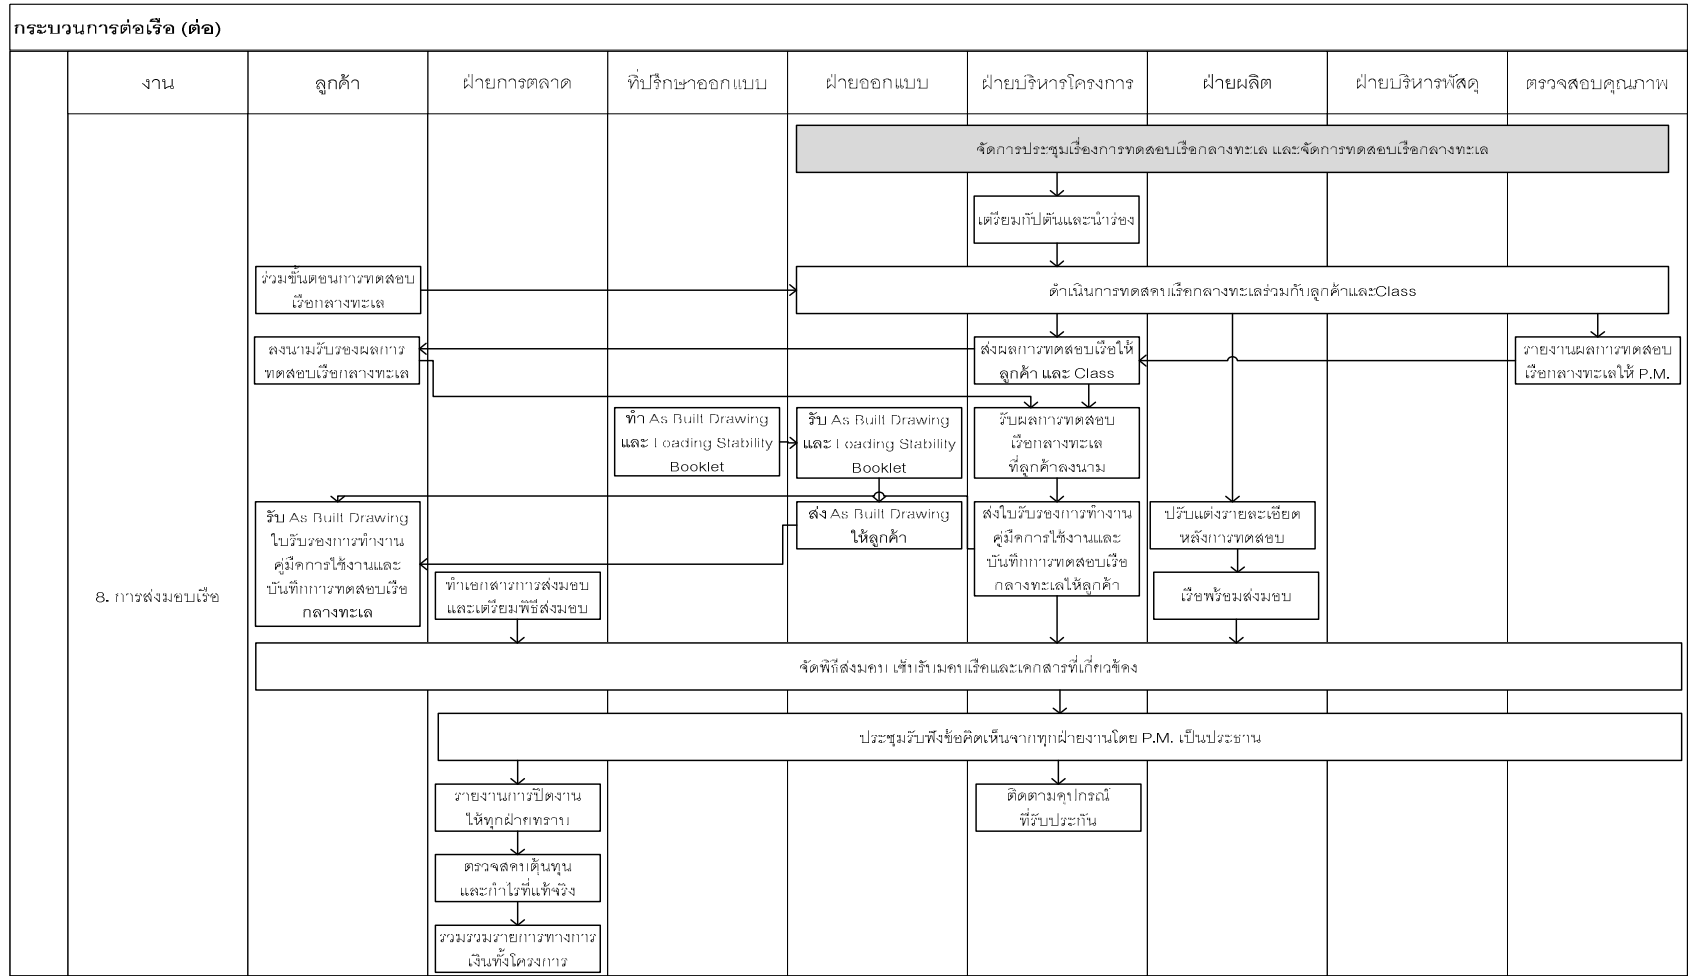 กระบวนการต่อเรือ (ต่อ)
งาน
ลูกค้า
ฝ่ายการตลาด
ที่ปรึกษาออกแบบ
ฝ่ายออกแบบ
ฝ่ายบริหารโครงการ
ฝ่ายผลิต
ฝ่ายบริหารพัสดุ
ตรวจสอบคุณภาพ
จัดการประชุมเรื่องการทดสอบเรือกลางทะเล และจัดการทดสอบเรือกลางทะเล
เตรียมกัปตันและนำร่อง
ร่วมขั้นตอนการทดสอบ
เรือกลางทะเล
ดำเนินการทดสอบเรือกลางทะเลร่วมกับลูกค้าและClass
ลงนามรับรองผลการ
ทดสอบเรือกลางทะเล
ส่งผลการทดสอบเรือให้
ลูกค้า และ Class
รายงานผลการทดสอบ
เรือกลางทะเลให้ P.M.
ทำ As Built Drawing
และ Loading Stability
Booklet
รับ As Built Drawing
และ Loading Stability
Booklet
รับผลการทดสอบ
เรือกลางทะเล
ที่ลูกค้าลงนาม
รับ As Built Drawing
ใบรับรองการทำงาน
คู่มือการใช้งานและ
บันทึกการทดสอบเรือ
กลางทะเล
ส่ง As Built Drawing
ให้ลูกค้า
ส่งใบรับรองการทำงาน
คู่มือการใช้งานและ
บันทึกการทดสอบเรือ
กลางทะเลให้ลูกค้า
ปรับแต่งรายละเอียด
หลังการทดสอบ
8. การส่งมอบเรือ
ทำเอกสารการส่งมอบ
และเตรียมพิธีส่งมอบ
เรือพร้อมส่งมอบ
จัดพิธีส่งมอบ เซ็นรับมอบเรือและเอกสารที่เกี่ยวข้อง
ประชุมรับฟังข้อคิดเห็นจากทุกฝ่ายงานโดย P.M. เป็นประธาน
รายงานการปิดงาน
ให้ทุกฝ่ายทราบ
ติดตามอุปกรณ์
ที่รับประกัน
ตรวจสอบต้นทุน
และกำไรที่แท้จริง
รวมรวมรายการทางการ
เงินทั้งโครงการ